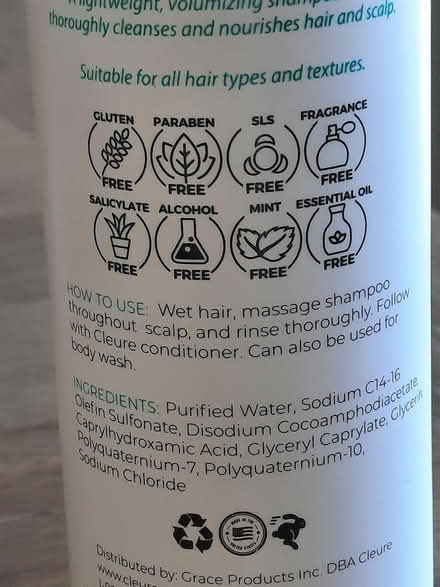 lightweight, volumizing shampoo
thoroughly cleanses and nourishes hair and scalp.
Suitable for all hair types and textures.
GLUTEN FREE
PARABEN FREE
SLS FREE
FRAGRANCE FREE
SALICYLATE FREE
ALCOHOL FREE
MINT FREE
ESSENTIAL OIL FREE
HOW TO USE: Wet hair, massage shampoo
throughout scalp, and rinse thoroughly. Follow
with Cleure conditioner. Can also be used for
body wash.
INGREDIENTS: Purified Water, Sodium C14-16
Olefin Sulfonate, Disodium Cocoamphodiacetate,
Caprylhydroxamic Acid, Glyceryl Caprylate, Glycerin,
Polyquaternium-7, Polyquaternium-10,
Sodium Chloride
Distributed by: Grace Products Inc. DBA Cleure